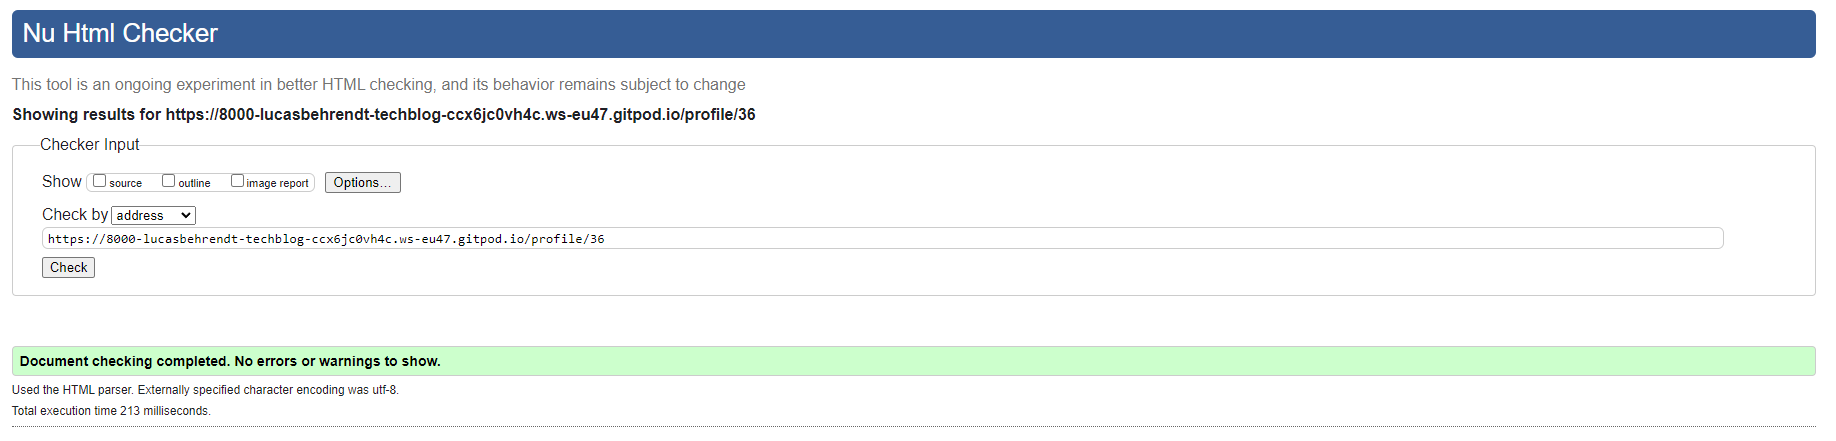 Nu Html Checker
This tool is an ongoing experiment in better HTML checking, and its behavior remains subject to change
Showing results for https://8000-lucasbehrendt-techblog-ccx6jc0vh4c.ws-eu47.gitpod.io/profile/36
Checker Input
Show source outline image report Options...
Check by address
https://8000-lucasbehrendt-techblog-ccx6jc0vh4c.ws-eu47.gitpod.io/profile/36
Check
Document checking completed. No errors or warnings to show.
Used the HTML parser. Externally specified character encoding was utf-8.
Total execution time 213 milliseconds.